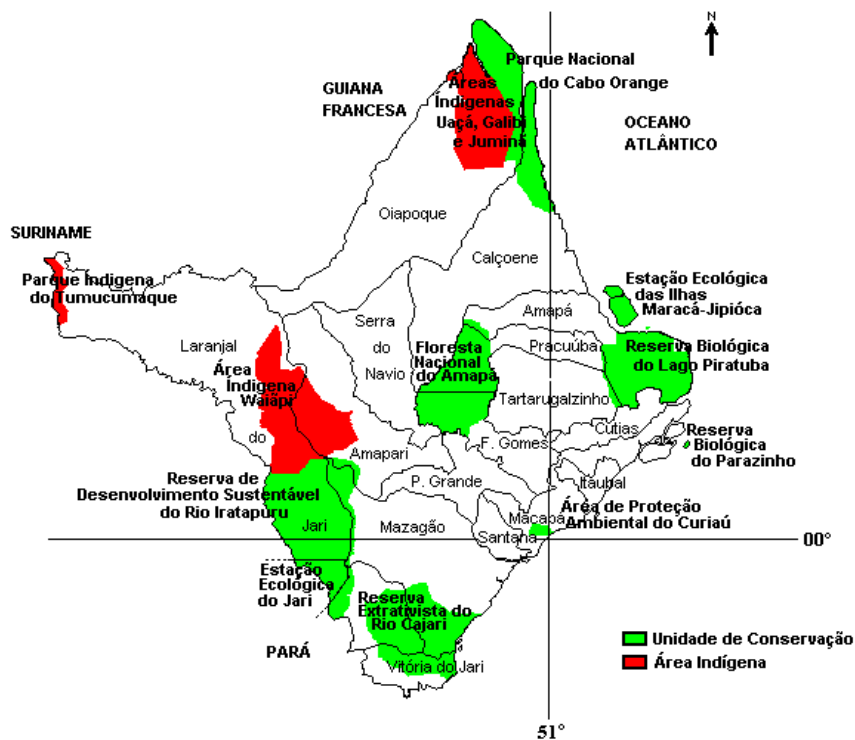 N
Parque Nacional
do Cabo Orange
GUIANA
FRANCESA
Áreas
Índigenas
Uaçá, Galibi
e Juminá
OCEANO
ATLÂNTICO
Oiapoque
SURINAME
Calçoene
Parque Indigena
do Tumucumaque
Estação Ecológica
das Ilhas
Maracá-Jipióca
Amapá
Serra
do
Navio
Laranjal
do
Jari
Floresta
Nacional
do Amapá
Pracuúba
Reserva Biológica
do Lago Piratuba
Área
Índigena
Waiãpi
Tartarugalzinho
Cutias
Reserva
Biológica
do Parazinho
F. Gomes
Amapari
Reserva de
Desenvolvimento Sustentável
do Rio Iratapuru
P. Grande
Itaubal
Macapá
Área de Proteção
Ambiental do Curiaú
Mazagão
Santana
00°
Estação
Ecológica
do Jari
Reserva
Extrativista do
Rio Cajari
PARÁ
Vitória do Jari
Unidade de Conservação
Área Indígena
51°